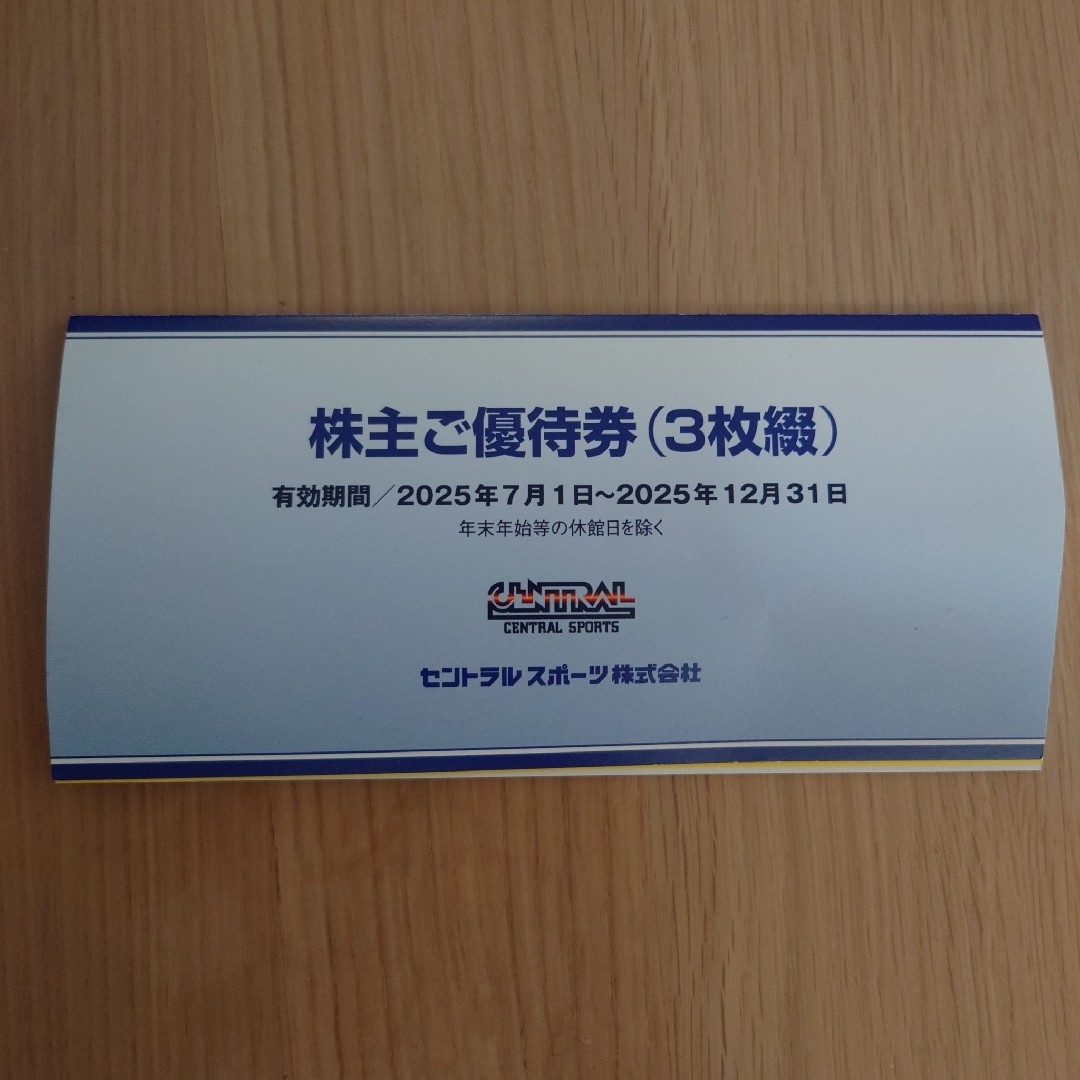 株主ご優待券(3枚綴)
有効期間／2025年7月1日〜2025年12月31日
年末年始等の休館日を除く
CENTRAL
CENTRAL SPORTS
セントラルスポーツ株式会社